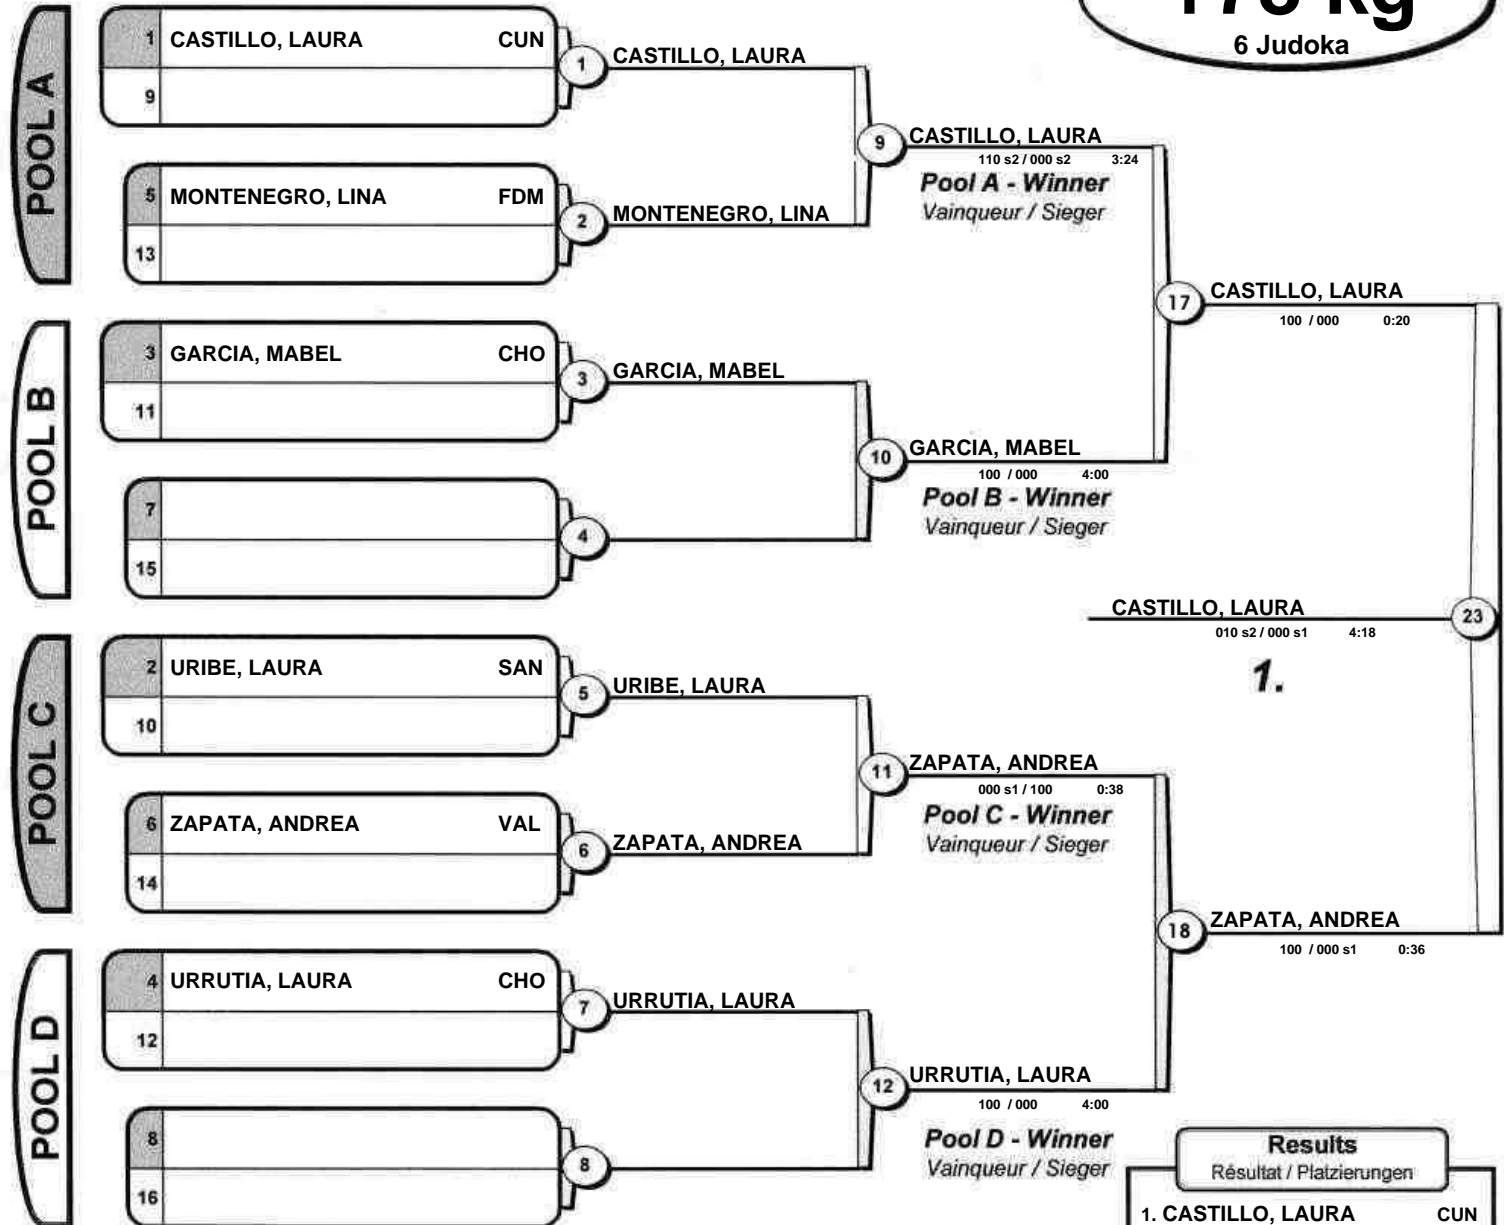 6 Judoka
POOL A
1 CASTILLO, LAURA CUN
9
1
CASTILLO, LAURA
5 MONTENEGRO, LINA FDM
13
2
MONTENEGRO, LINA
9
CASTILLO, LAURA
110 s2 / 000 s2 3:24
Pool A - Winner
Vainqueur / Sieger
POOL B
3 GARCIA, MABEL CHO
11
3
GARCIA, MABEL
7
15
4
10
GARCIA, MABEL
100 / 000 4:00
Pool B - Winner
Vainqueur / Sieger
17
CASTILLO, LAURA
100 / 000 0:20
CASTILLO, LAURA
23
010 s2 / 000 s1 4:18
1.
POOL C
2 URIBE, LAURA SAN
10
5
URIBE, LAURA
6 ZAPATA, ANDREA VAL
14
6
ZAPATA, ANDREA
11
ZAPATA, ANDREA
000 s1 / 100 0:38
Pool C - Winner
Vainqueur / Sieger
18
ZAPATA, ANDREA
100 / 000 s1 0:36
POOL D
4 URRUTIA, LAURA CHO
12
7
URRUTIA, LAURA
8
16
8
12
URRUTIA, LAURA
100 / 000 4:00
Pool D - Winner
Vainqueur / Sieger
Results
Résultat / Platzierungen
1. CASTILLO, LAURA CUN